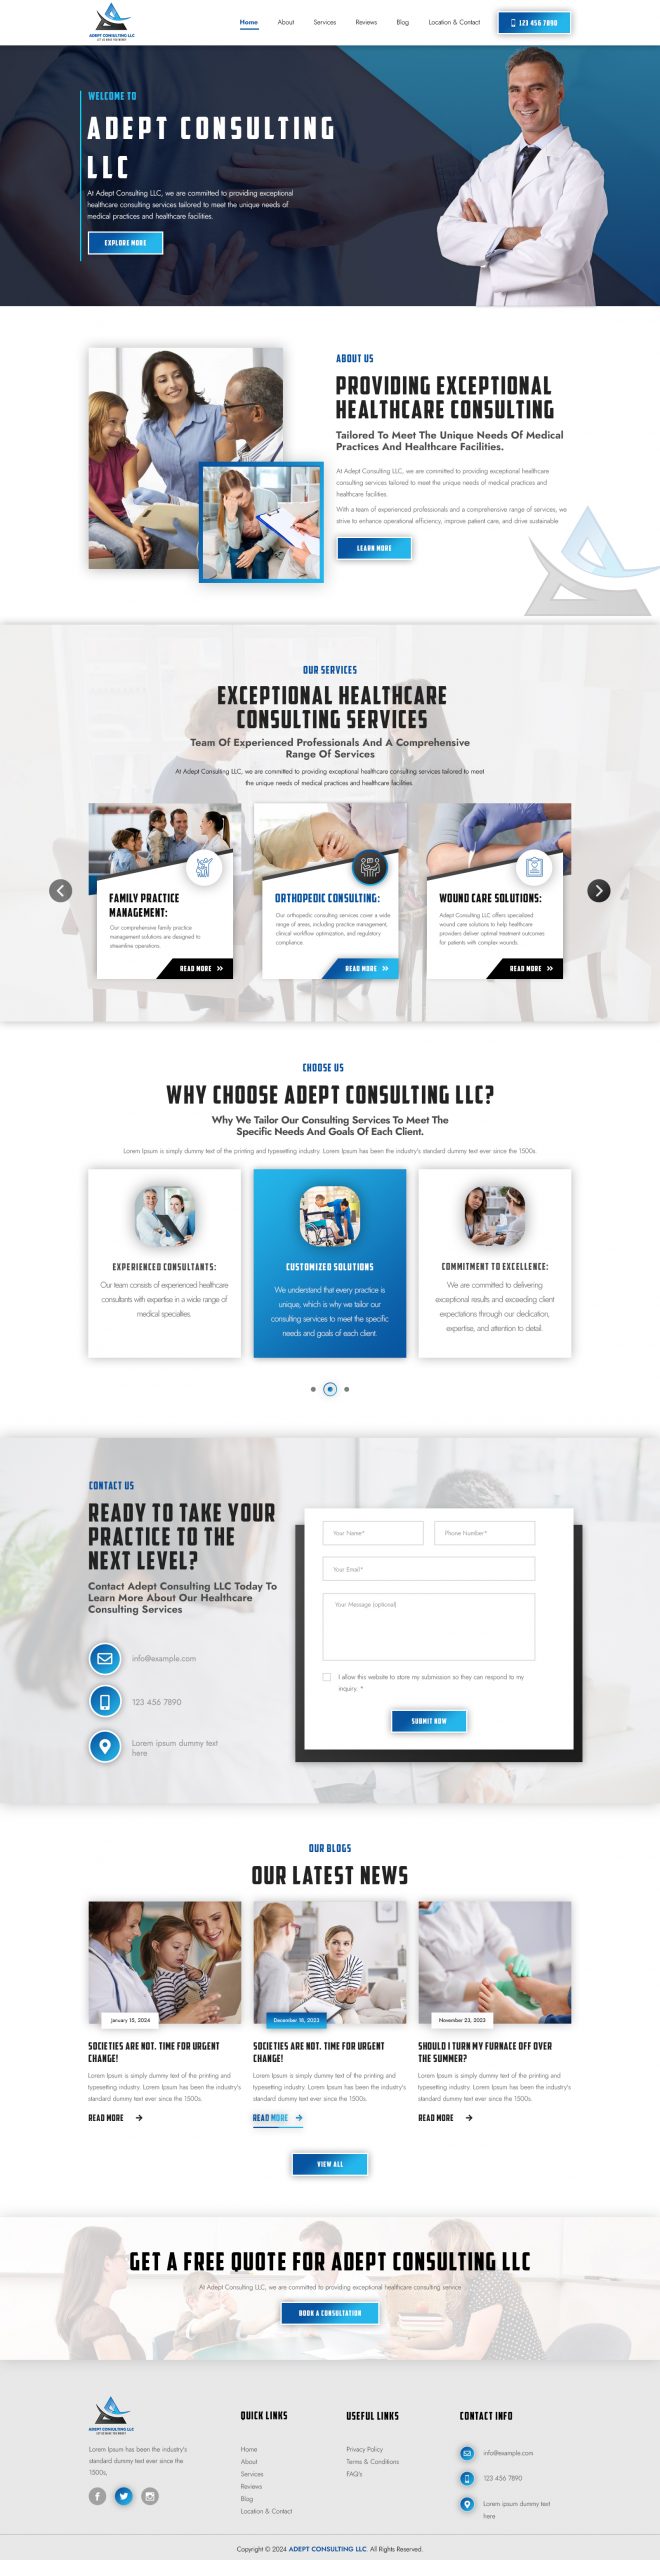 ADEPT CONSULTING LLC
Home
About
Services
Reviews
Blog
Location & Contact
123 456 7890
WELCOME TO
ADEPT CONSULTING
LLC
At Adept Consulting LLC, we are committed to providing exceptional
healthcare consulting services tailored to meet the unique needs of
medical practices and healthcare facilities.
EXPLORE MORE
ABOUT US
PROVIDING EXCEPTIONAL
HEALTHCARE CONSULTING
Tailored To Meet The Unique Needs Of Medical
Practices And Healthcare Facilities.
At Adept Consulting LLC, we are committed to providing exceptional healthcare
consulting services tailored to meet the unique needs of medical practices and
healthcare facilities.
With a team of experienced professionals and a comprehensive range of services, we
strive to enhance operational efficiency, improve patient care, and drive sustainable
LEARN MORE
OUR SERVICES
EXCEPTIONAL HEALTHCARE
CONSULTING SERVICES
Team Of Experienced Professionals And A Comprehensive
Range Of Services
At Adept Consulting LLC, we are committed to providing exceptional healthcare consulting services tailored to meet
the unique needs of medical practices and healthcare facilities.
FAMILY PRACTICE
MANAGEMENT:
Our comprehensive family practice
management solutions are designed to
streamline operations.
READ MORE
ORTHOPEDIC CONSULTING:
Our orthopedic consulting services cover a wide
range of areas, including practice management,
clinical workflow optimization, and regulatory
compliance.
READ MORE
WOUND CARE SOLUTIONS:
Adept Consulting LLC offers specialized
wound care solutions to help healthcare
providers deliver optimal treatment outcomes
for patients with complex wounds.
READ MORE
CHOOSE US
WHY CHOOSE ADEPT CONSULTING LLC?
Why We Tailor Our Consulting Services To Meet The
Specific Needs And Goals Of Each Client.
Lorem Ipsum is simply dummy text of the printing and typesetting industry. Lorem Ipsum has been the industry's standard dummy text ever since the 1500s.
EXPERIENCED CONSULTANTS:
Our team consists of experienced healthcare
consultants with expertise in a wide range of
medical specialties.
CUSTOMIZED SOLUTIONS
We understand that every practice is
unique, which is why we tailor our
consulting services to meet the specific
needs and goals of each client.
COMMITMENT TO EXCELLENCE:
We are committed to delivering
exceptional results and exceeding client
expectations through our dedication,
expertise, and attention to detail.
CONTACT US
READY TO TAKE YOUR
PRACTICE TO THE
NEXT LEVEL?
Contact Adept Consulting LLC Today To
Learn More About Our Healthcare
Consulting Services
info@example.com
123 456 7890
Lorem ipsum dummy text
here
Your Name*
Phone Number*
Your Email*
Your Message (optional)
I allow this website to store my submission so they can respond to my
inquiry. *
SUBMIT NOW
OUR BLOGS
OUR LATEST NEWS
January 15, 2024
SOCIETIES ARE NOT. TIME FOR URGENT
CHANGE!
Lorem Ipsum is simply dummy text of the printing and
typesetting industry. Lorem Ipsum has been the industry's
standard dummy text ever since the 1500s.
READ MORE
December 18, 2023
SOCIETIES ARE NOT. TIME FOR URGENT
CHANGE!
Lorem Ipsum is simply dummy text of the printing and
typesetting industry. Lorem Ipsum has been the industry's
standard dummy text ever since the 1500s.
READ MORE
November 23, 2023
SHOULD I TURN MY FURNACE OFF OVER
THE SUMMER?
Lorem Ipsum is simply dummy text of the printing and
typesetting industry. Lorem Ipsum has been the industry's
standard dummy text ever since the 1500s.
READ MORE
VIEW ALL
GET A FREE QUOTE FOR ADEPT CONSULTING LLC
At Adept Consulting LLC, we are committed to providing exceptional healthcare consulting service
BOOK A CONSULTATION
ADEPT CONSULTING LLC
Lorem Ipsum has been the industry's
standard dummy text ever since the
1500s,
QUICK LINKS
Home
About
Services
Reviews
Blog
Location & Contact
USEFUL LINKS
Privacy Policy
Terms & Conditions
FAQ's
CONTACT INFO
info@example.com
123 456 7890
Lorem ipsum dummy text
here
Copyright © 2024 ADEPT CONSULTING LLC. All Rights Reserved.